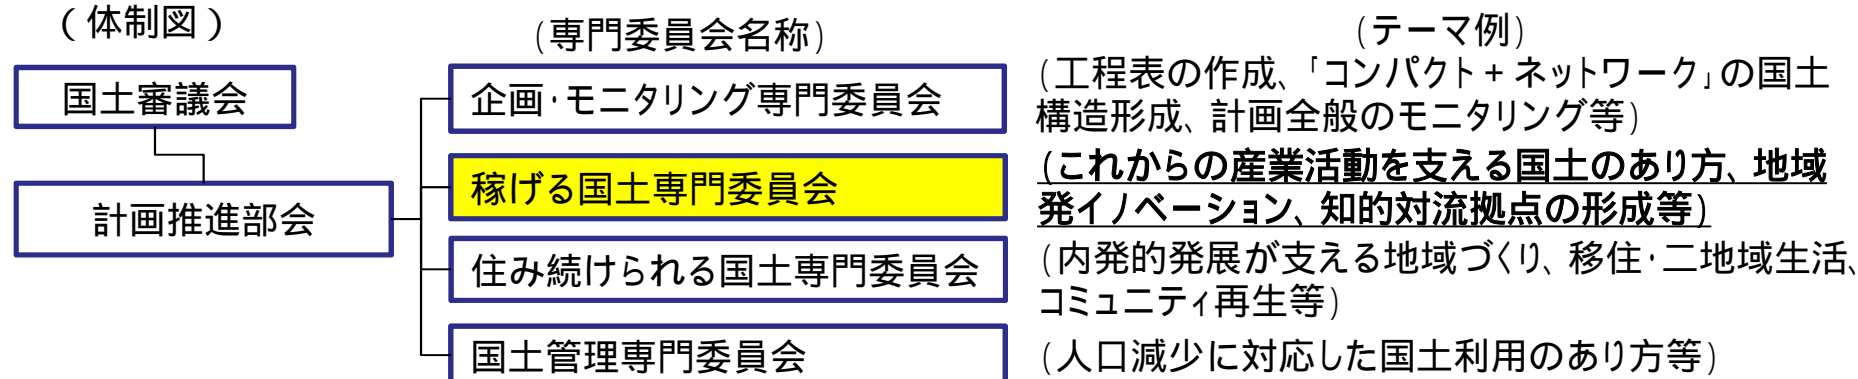 (体制図)
(専門委員会名称)
(テーマ例)
国土審議会
計画推進部会
企画・モニタリング専門委員会
(工程表の作成、「コンパクト+ネットワーク」の国土
構造形成、計画全般のモニタリング等)
稼げる国土専門委員会
(これからの産業活動を支える国土のあり方、地域
発イノベーション、知的対流拠点の形成等)
住み続けられる国土専門委員会
(内発的発展が支える地域づくり、移住・二地域生活、
コミュニティ再生等)
国土管理専門委員会
(人口減少に対応した国土利用のあり方等)